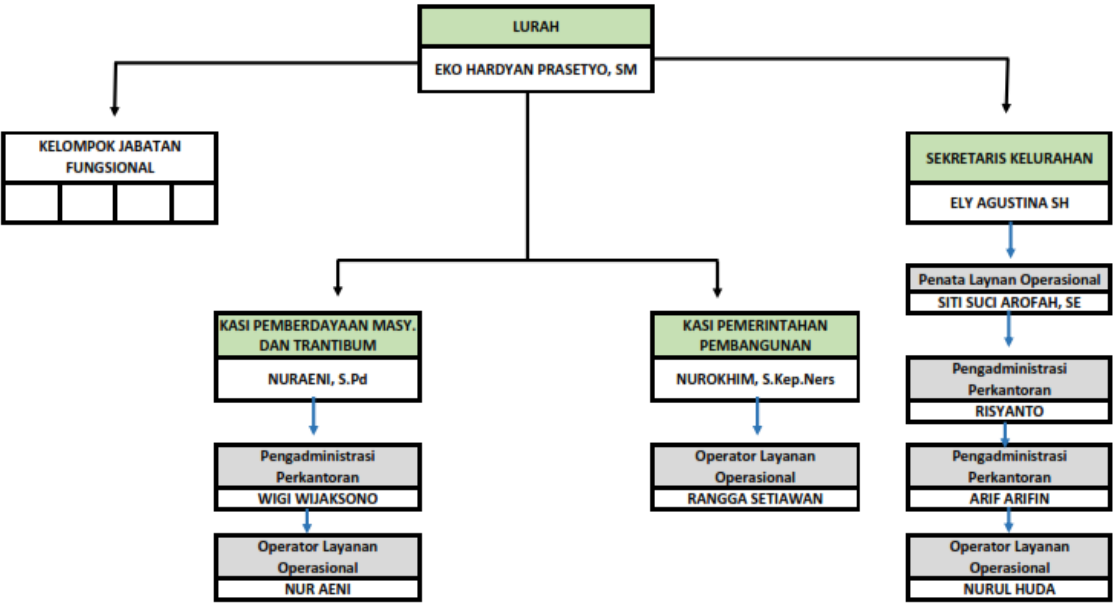 LURAH
EKO HARDYAN PRASETYO, SM
KELOMPOK JABATAN
FUNGSIONAL
SEKRETARIS KELURAHAN
ELY AGUSTINA SH
Penata Laynan Operasional
SITI SUCI AROFAH, SE
Pengadministrasi
Perkantoran
RISYANTO
Pengadministrasi
Perkantoran
ARIF ARIFIN
Operator Layanan
Operasional
NURUL HUDA
KASI PEMBERDAYAAN MASY.
DAN TRANTIBUM
NURAENI, S.Pd
Pengadministrasi
Perkantoran
WIGI WIJAKSONO
Operator Layanan
Operasional
NUR AENI
KASI PEMERINTAHAN
PEMBANGUNAN
NUROKHIM, S.Kep.Ners
Operator Layanan
Operasional
RANGGA SETIAWAN